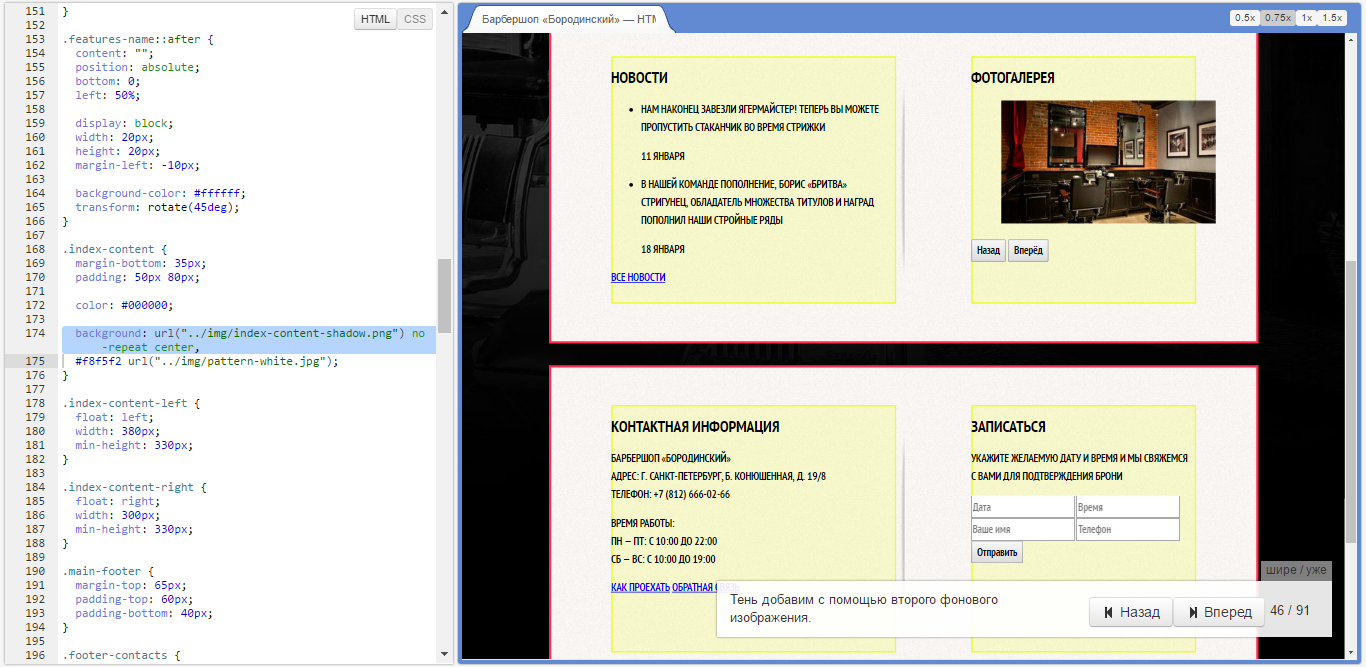 HTML CSS
151 }
152
153 .features-name::after {
154 content: "";
155 position: absolute;
156 bottom: 0;
157 left: 50%;
158
159 display: block;
160 width: 20px;
161 height: 20px;
162 margin-left: -10px;
163
164 background-color: #ffffff;
165 transform: rotate(45deg);
166 }
167
168 .index-content {
169 margin-bottom: 35px;
170 padding: 50px 80px;
171
172 color: #000000;
173
174 background: url("../img/index-content-shadow.png") no
-repeat center,
175 #f8f5f2 url("../img/pattern-white.jpg");
176 }
177
178 .index-content-left {
179 float: left;
180 width: 380px;
181 min-height: 330px;
182 }
183
184 .index-content-right {
185 float: right;
186 width: 300px;
187 min-height: 330px;
188 }
189
190 .main-footer {
191 margin-top: 65px;
192 padding-top: 60px;
193 padding-bottom: 40px;
194 }
195
196 .footer-contacts {
Барбершоп «Бородинский» — HTM
0.5x 0.75x 1x 1.5x
НОВОСТИ
НАМ НАКОНЕЦ ЗАВЕЗЛИ ЯГЕРМАЙСТЕР! ТЕПЕРЬ ВЫ МОЖЕТЕ
ПРОПУСТИТЬ СТАКАНЧИК ВО ВРЕМЯ СТРИЖКИ
11 ЯНВАРЯ
В НАШЕЙ КОМАНДЕ ПОПОЛНЕНИЕ, БОРИС «БРИТВА»
СТРИГУНЕЦ, ОБЛАДАТЕЛЬ МНОЖЕСТВА ТИТУЛОВ И НАГРАД
ПОПОЛНИЛ НАШИ СТРОЙНЫЕ РЯДЫ
18 ЯНВАРЯ
ВСЕ НОВОСТИ
ФОТОГАЛЕРЕЯ
Назад Вперёд
КОНТАКТНАЯ ИНФОРМАЦИЯ
БАРБЕРШОП «БОРОДИНСКИЙ»
АДРЕС: Г. САНКТ-ПЕТЕРБУРГ, Б. КОНЮШЕННАЯ, Д. 19/8
ТЕЛЕФОН: +7 (812) 666-02-66
ВРЕМЯ РАБОТЫ:
ПН — ПТ: С 10:00 ДО 22:00
СБ — ВС: С 10:00 ДО 19:00
КАК ПРОЕХАТЬ ОБРАТНАЯ СВЯЗЬ
ЗАПИСАТЬСЯ
УКАЖИТЕ ЖЕЛАЕМУЮ ДАТУ И ВРЕМЯ И МЫ СВЯЖЕМСЯ
С ВАМИ ДЛЯ ПОДТВЕРЖДЕНИЯ БРОНИ
Дата Время
Ваше имя Телефон
Отправить
шире / уже
Тень добавим с помощью второго фонового
изображения.
Назад Вперед 46 / 91